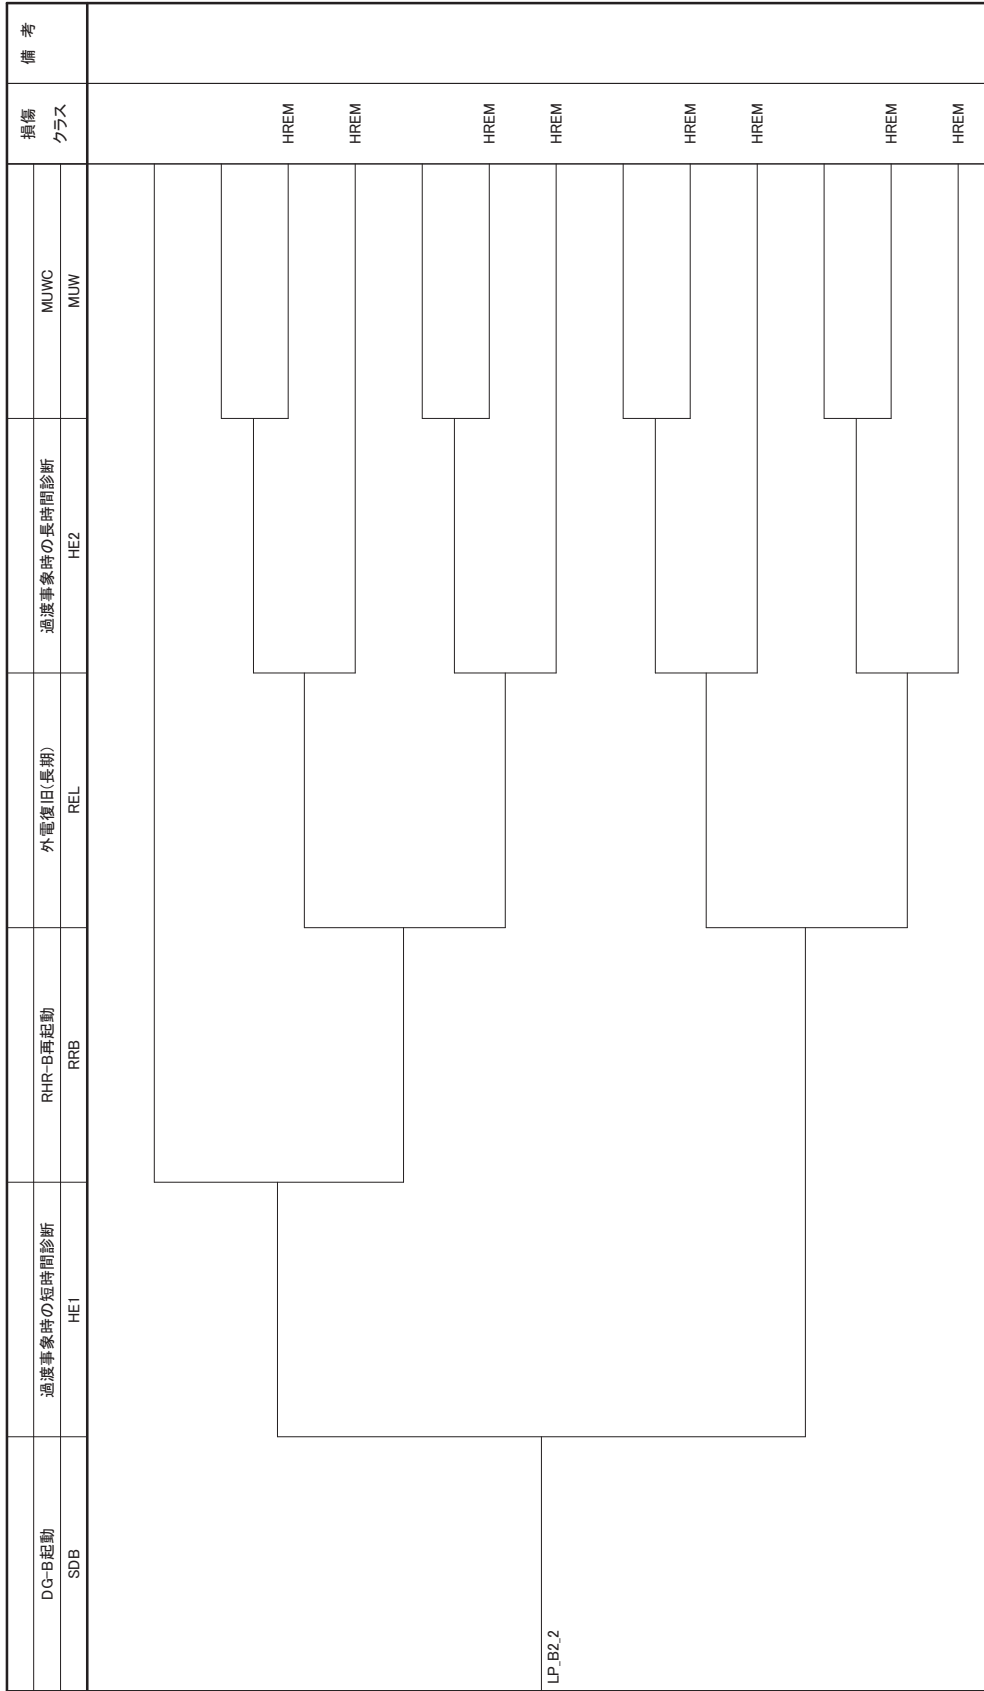 DG-B起動
過渡事象時の短時間診断
RHR-B再起動
外電復旧(長期)
過渡事象時の長時間診断
MUWC
損傷
クラス
備 考
SDB
HE1
RRB
REL
HE2
MUW
LP_B2_2
HREM
HREM
HREM
HREM
HREM
HREM
HREM
HREM